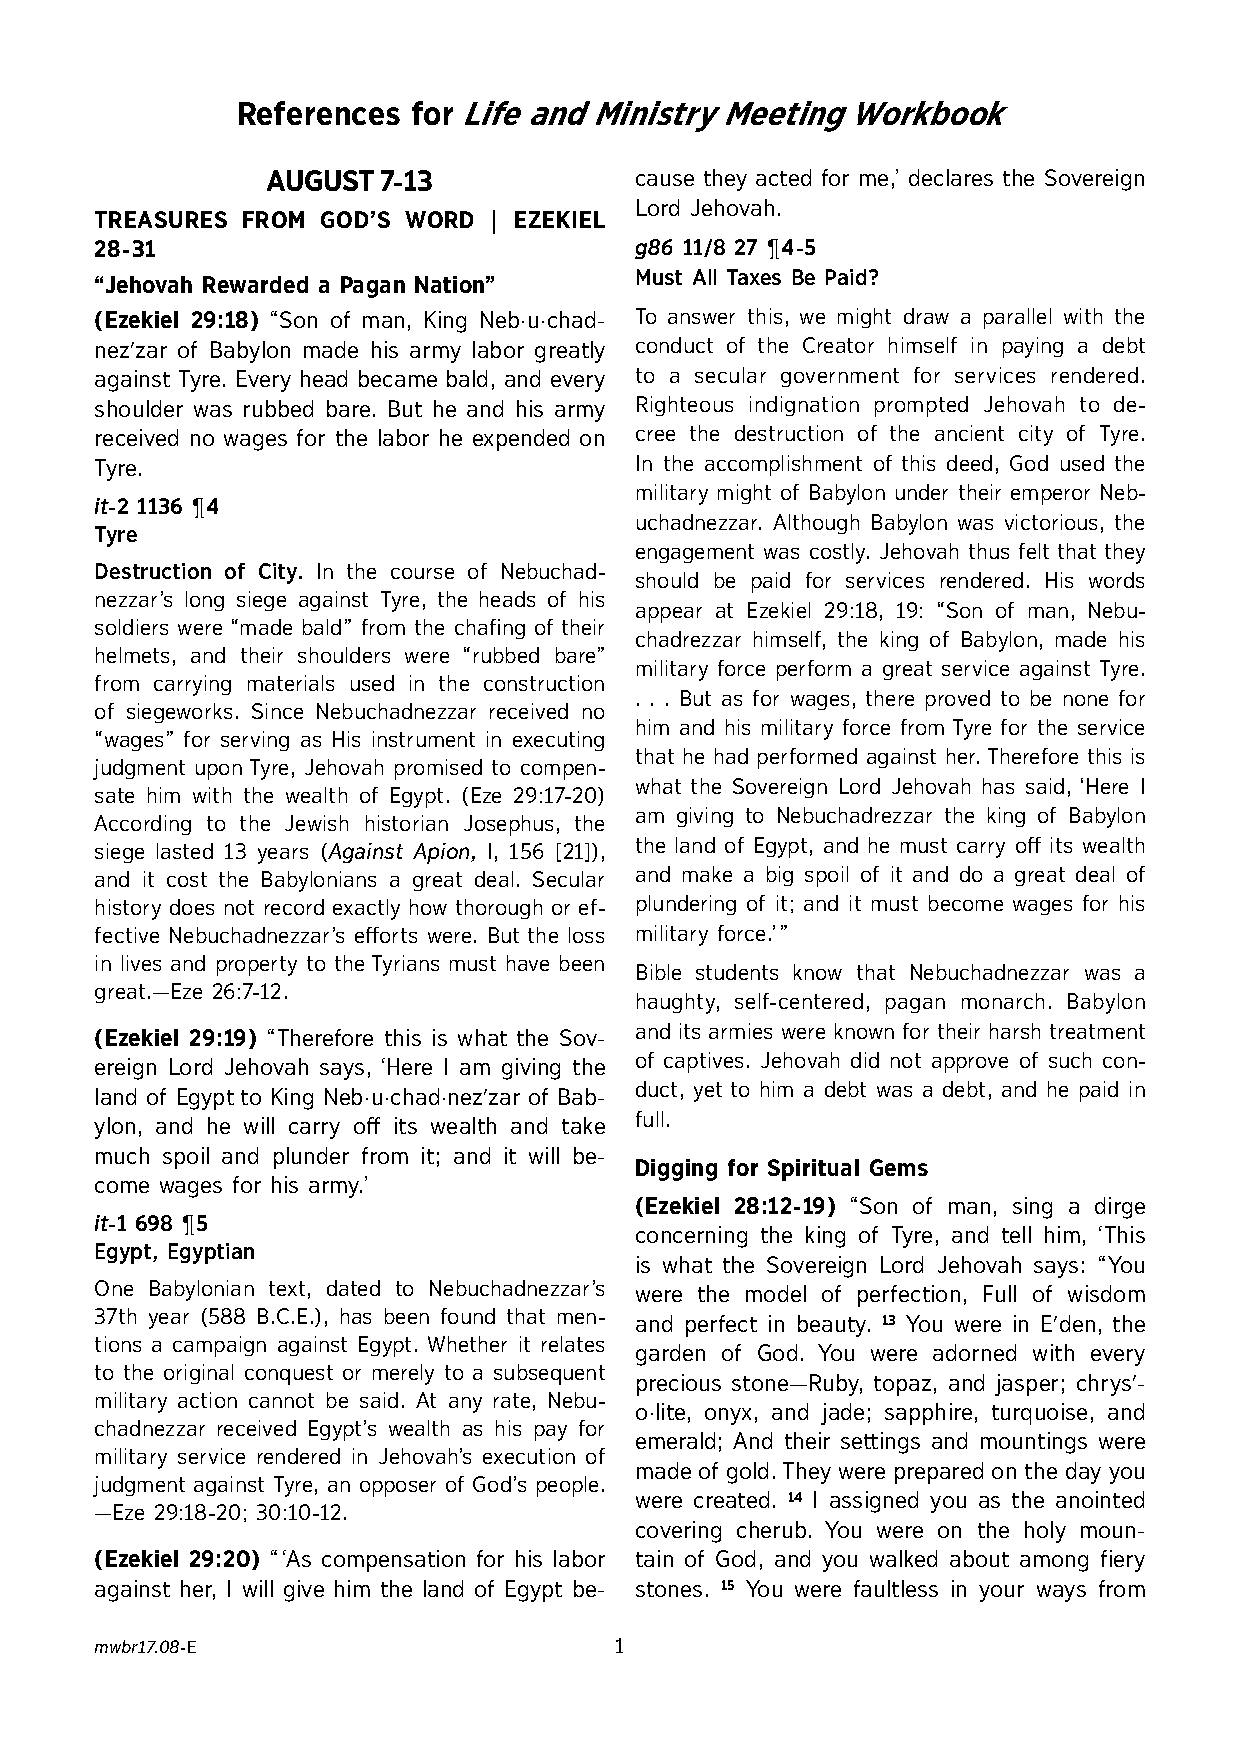 References for Life and Ministry Meeting Workbook
AUGUST 7-13
TREASURES FROM GOD’S WORD | EZEKIEL
28-31
“Jehovah Rewarded a Pagan Nation”
(Ezekiel 29:18) “Son of man, King Neb·u·chad-
nez′zar of Babylon made his army labor greatly
against Tyre. Every head became bald, and every
shoulder was rubbed bare. But he and his army
received no wages for the labor he expended on
Tyre.
it-2 1136 ¶4
Tyre
Destruction of City. In the course of Nebuchad-
nezzar’s long siege against Tyre, the heads of his
soldiers were “made bald” from the chafing of their
helmets, and their shoulders were “rubbed bare”
from carrying materials used in the construction
of siegeworks. Since Nebuchadnezzar received no
“wages” for serving as His instrument in executing
judgment upon Tyre, Jehovah promised to compen-
sate him with the wealth of Egypt. (Eze 29:17-20)
According to the Jewish historian Josephus, the
siege lasted 13 years (Against Apion, I, 156 [21]),
and it cost the Babylonians a great deal. Secular
history does not record exactly how thorough or ef-
fective Nebuchadnezzar’s efforts were. But the loss
in lives and property to the Tyrians must have been
great.—Eze 26:7-12.
(Ezekiel 29:19) “Therefore this is what the Sov-
ereign Lord Jehovah says, ‘Here I am giving the
land of Egypt to King Neb·u·chad·nez′zar of Bab-
ylon, and he will carry off its wealth and take
much spoil and plunder from it; and it will be-
come wages for his army.’
it-1 698 ¶5
Egypt, Egyptian
One Babylonian text, dated to Nebuchadnezzar’s
37th year (588 B.C.E.), has been found that men-
tions a campaign against Egypt. Whether it relates
to the original conquest or merely to a subsequent
military action cannot be said. At any rate, Nebu-
chadnezzar received Egypt’s wealth as his pay for
military service rendered in Jehovah’s execution of
judgment against Tyre, an opposer of God’s people.
—Eze 29:18-20; 30:10-12.
(Ezekiel 29:20) “‘As compensation for his labor
against her, I will give him the land of Egypt be-
cause they acted for me,’ declares the Sovereign
Lord Jehovah.
g86 11/8 27 ¶4-5
Must All Taxes Be Paid?
To answer this, we might draw a parallel with the
conduct of the Creator himself in paying a debt
to a secular government for services rendered.
Righteous indignation prompted Jehovah to de-
cree the destruction of the ancient city of Tyre.
In the accomplishment of this deed, God used the
military might of Babylon under their emperor Neb-
uchadnezzar. Although Babylon was victorious, the
engagement was costly. Jehovah thus felt that they
should be paid for services rendered. His words
appear at Ezekiel 29:18, 19: “Son of man, Nebu-
chadrezzar himself, the king of Babylon, made his
military force perform a great service against Tyre.
. . . But as for wages, there proved to be none for
him and his military force from Tyre for the service
that he had performed against her. Therefore this is
what the Sovereign Lord Jehovah has said, ‘Here I
am giving to Nebuchadrezzar the king of Babylon
the land of Egypt, and he must carry off its wealth
and make a big spoil of it and do a great deal of
plundering of it; and it must become wages for his
military force.’”
Bible students know that Nebuchadnezzar was a
haughty, self-centered, pagan monarch. Babylon
and its armies were known for their harsh treatment
of captives. Jehovah did not approve of such con-
duct, yet to him a debt was a debt, and he paid in
full.
Digging for Spiritual Gems
(Ezekiel 28:12-19) “Son of man, sing a dirge
concerning the king of Tyre, and tell him, ‘This
is what the Sovereign Lord Jehovah says: “You
were the model of perfection, Full of wisdom
and perfect in beauty. 13 You were in E′den, the
garden of God. You were adorned with every
precious stone—Ruby, topaz, and jasper; chrys′-
o·lite, onyx, and jade; sapphire, turquoise, and
emerald; And their settings and mountings were
made of gold. They were prepared on the day you
were created. 14 I assigned you as the anointed
covering cherub. You were on the holy moun-
tain of God, and you walked about among fiery
stones. 15 You were faultless in your ways from
mwbr17.08-E
1